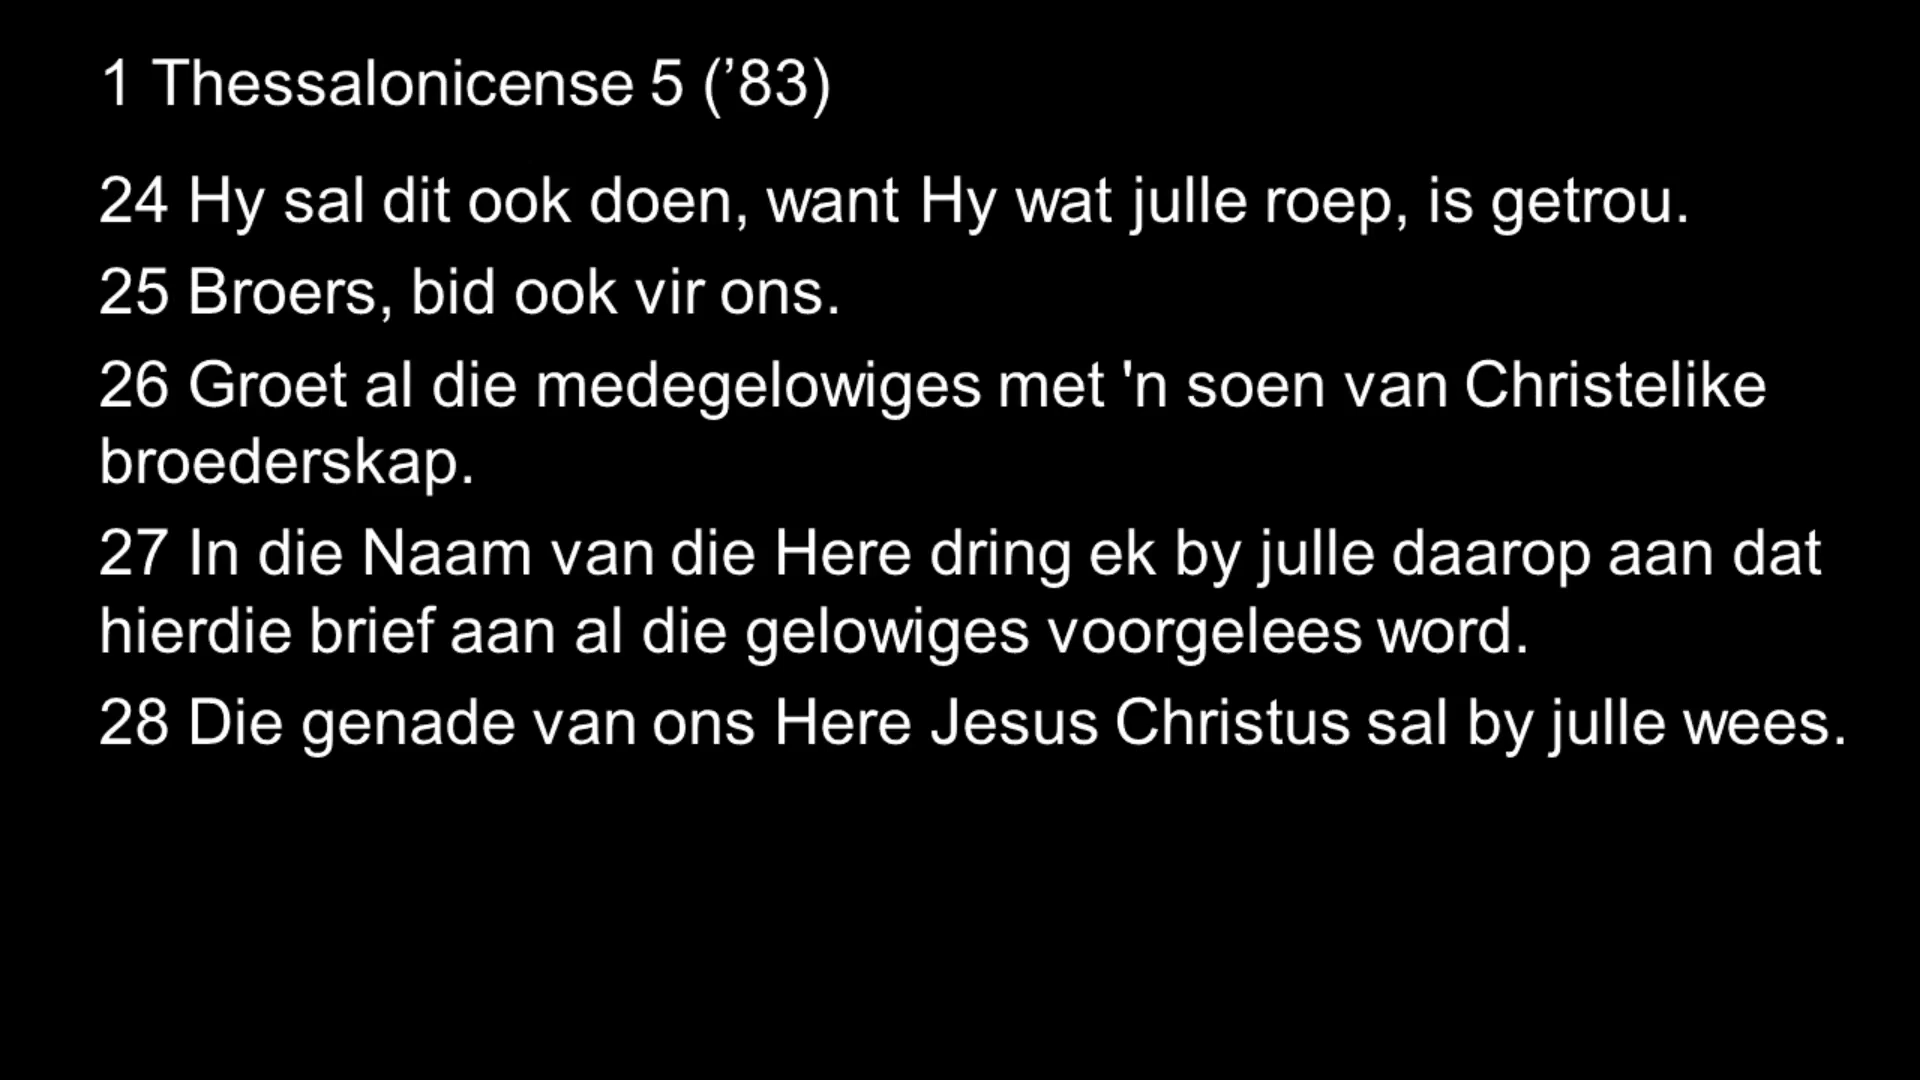 1 Thessalonicense 5 (’83)
24 Hy sal dit ook doen, want Hy wat julle roep, is getrou.
25 Broers, bid ook vir ons.
26 Groet al die medegelowiges met 'n soen van Christelike
broederskap.
27 In die Naam van die Here dring ek by julle daarop aan dat
hierdie brief aan al die gelowiges voorgelees word.
28 Die genade van ons Here Jesus Christus sal by julle wees.